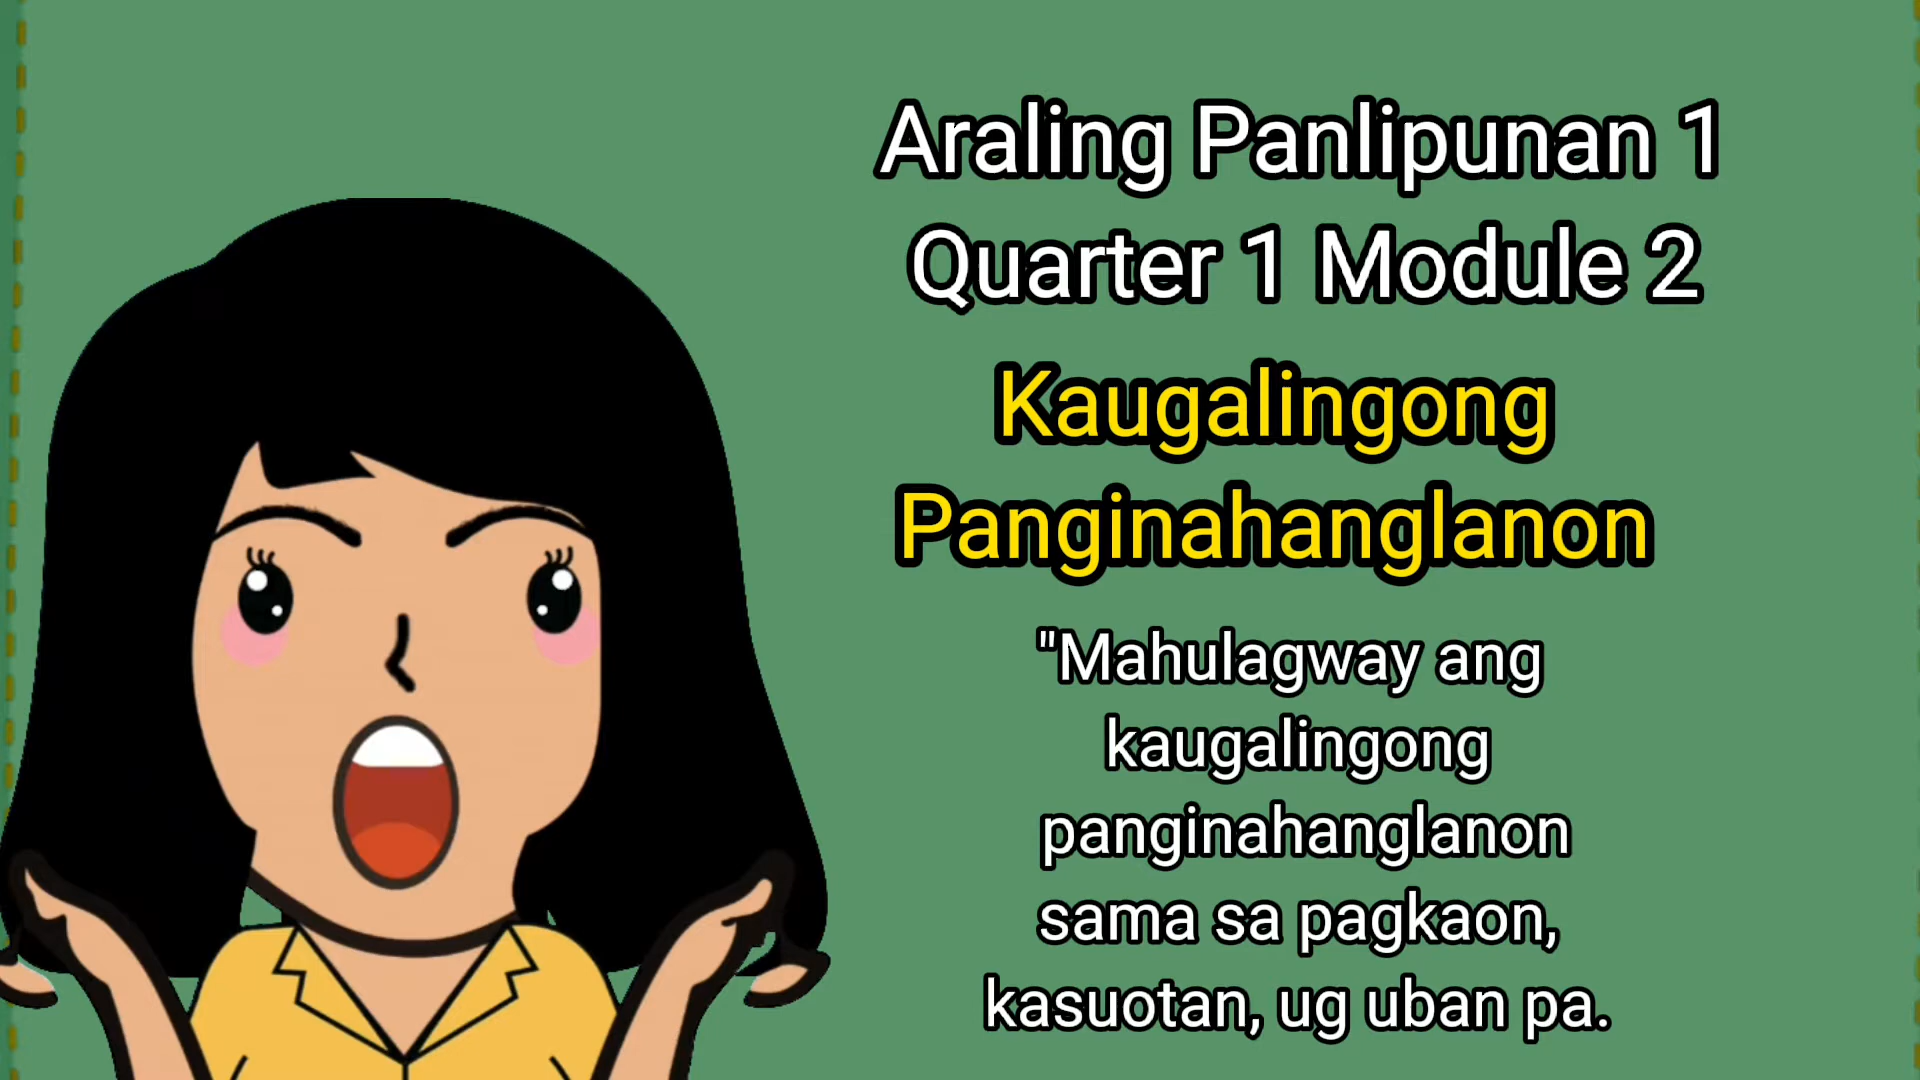 Araling Panlipunan 1
Quarter 1 Module 2
Kaugalingong
Panginahanglanon
"Mahulagway ang
kaugalingong
panginahanglanon
sama sa pagkaon,
kasuotan, ug uban pa.